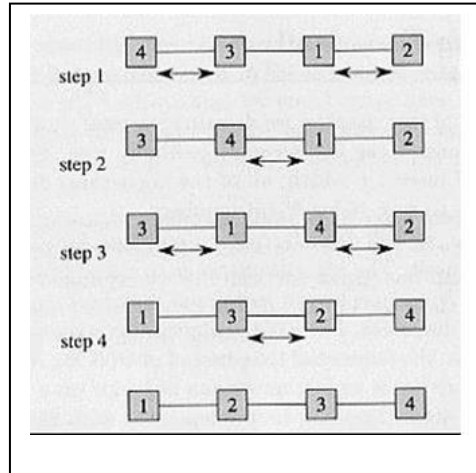 4 3 1 2
step 1
3 4 1 2
step 2
3 1 4 2
step 3
1 3 2 4
step 4
1 2 3 4